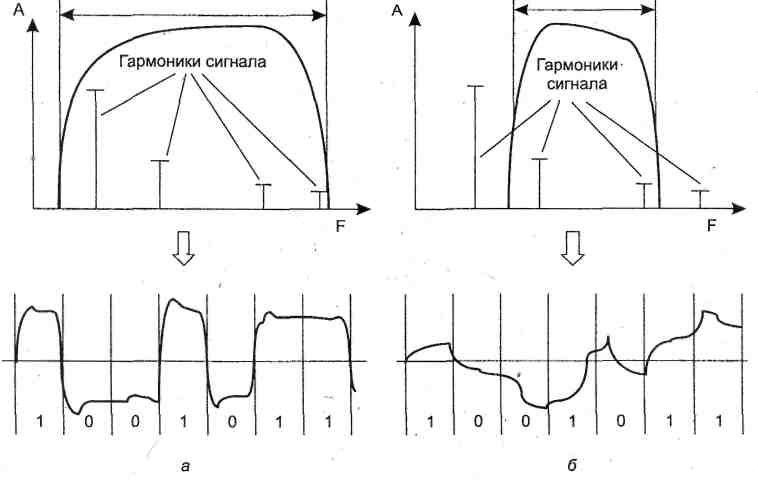 A
Гармоники сигнала
F
A
Гармоники
сигнала
F
1 0 0 1 0 1 1
1 0 0 1 0 1 1
а
б